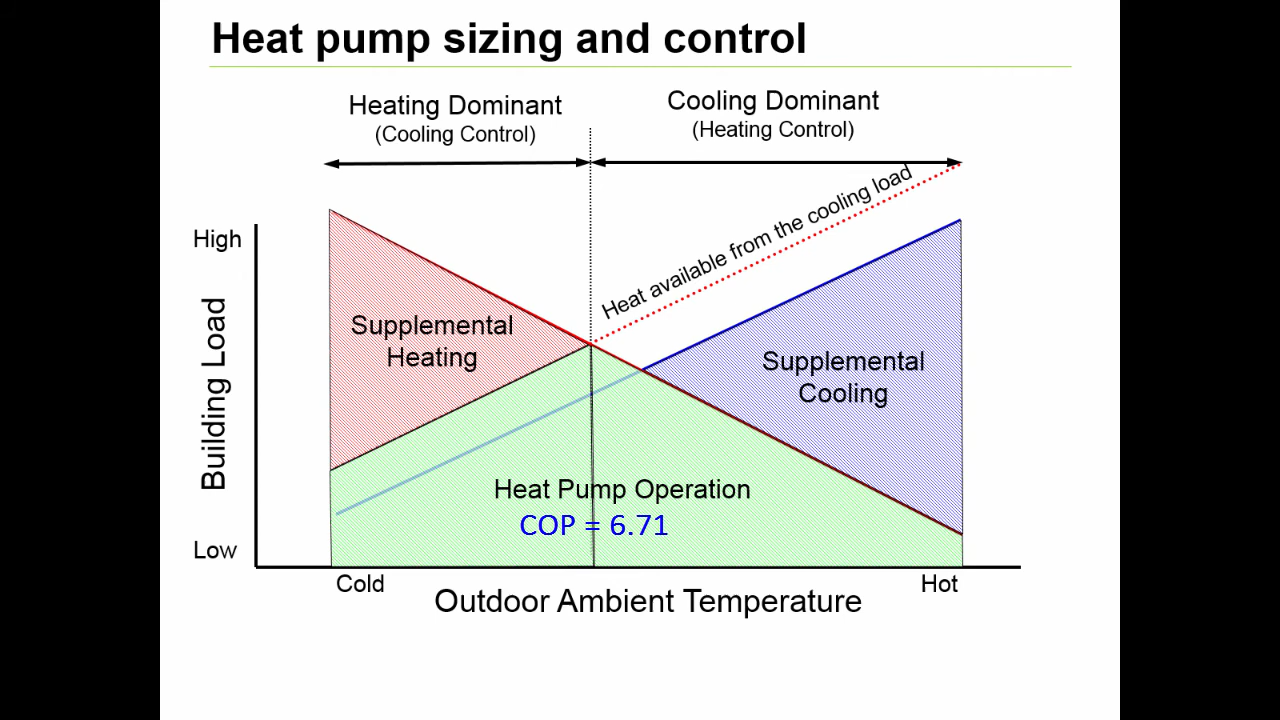 Heat pump sizing and control
Heating Dominant
(Cooling Control)
Cooling Dominant
(Heating Control)
Heat available from the cooling load
High
Building Load
Low
Supplemental
Heating
Supplemental
Cooling
Heat Pump Operation
COP = 6.71
Cold
Hot
Outdoor Ambient Temperature